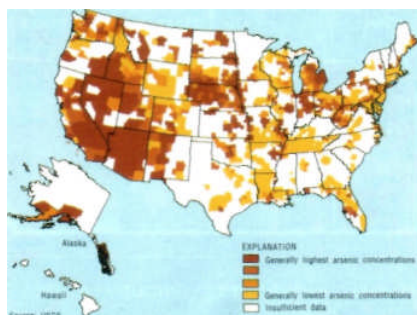 Alaska
Hawaii
EXPLANATION
Generally highest arsenic concentrations
Generally lowest arsenic concentrations
Insufficient data